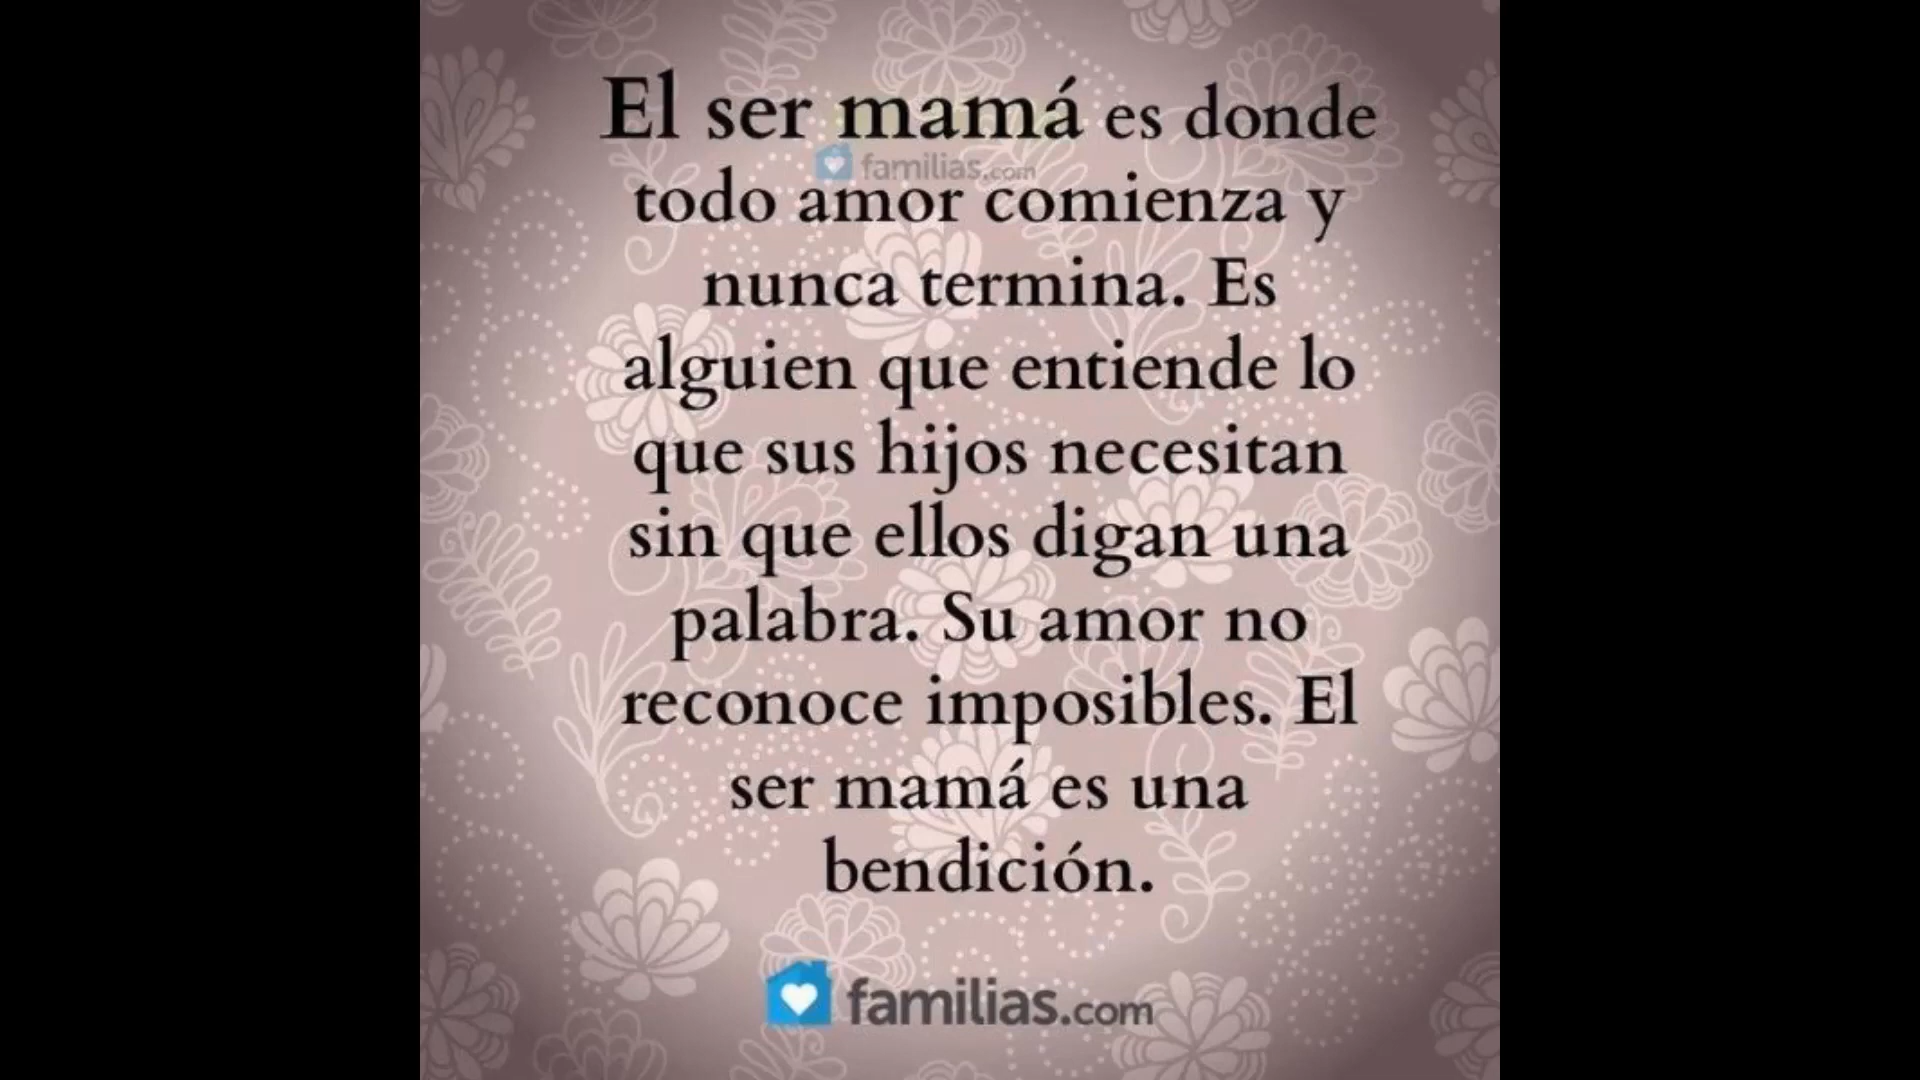 El ser mamá es donde
familias.com
todo amor comienza y
nunca termina. Es
alguien que entiende lo
que sus hijos necesitan
sin que ellos digan una
palabra. Su amor no
reconoce imposibles. El
ser mamá es una
bendición.
familias.com